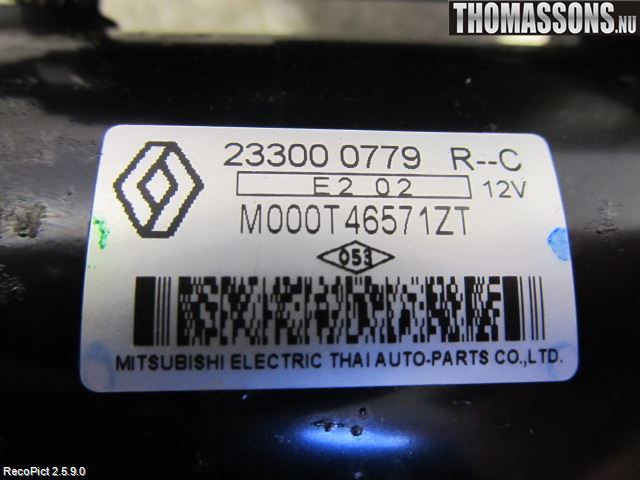 THOMASSONS.NU
23300 0779 R--C
E2 02 12V
M000T46571ZT
053
MITSUBISHI ELECTRIC THAI AUTO-PARTS CO.,LTD.
RecoPict 2.5.9.0